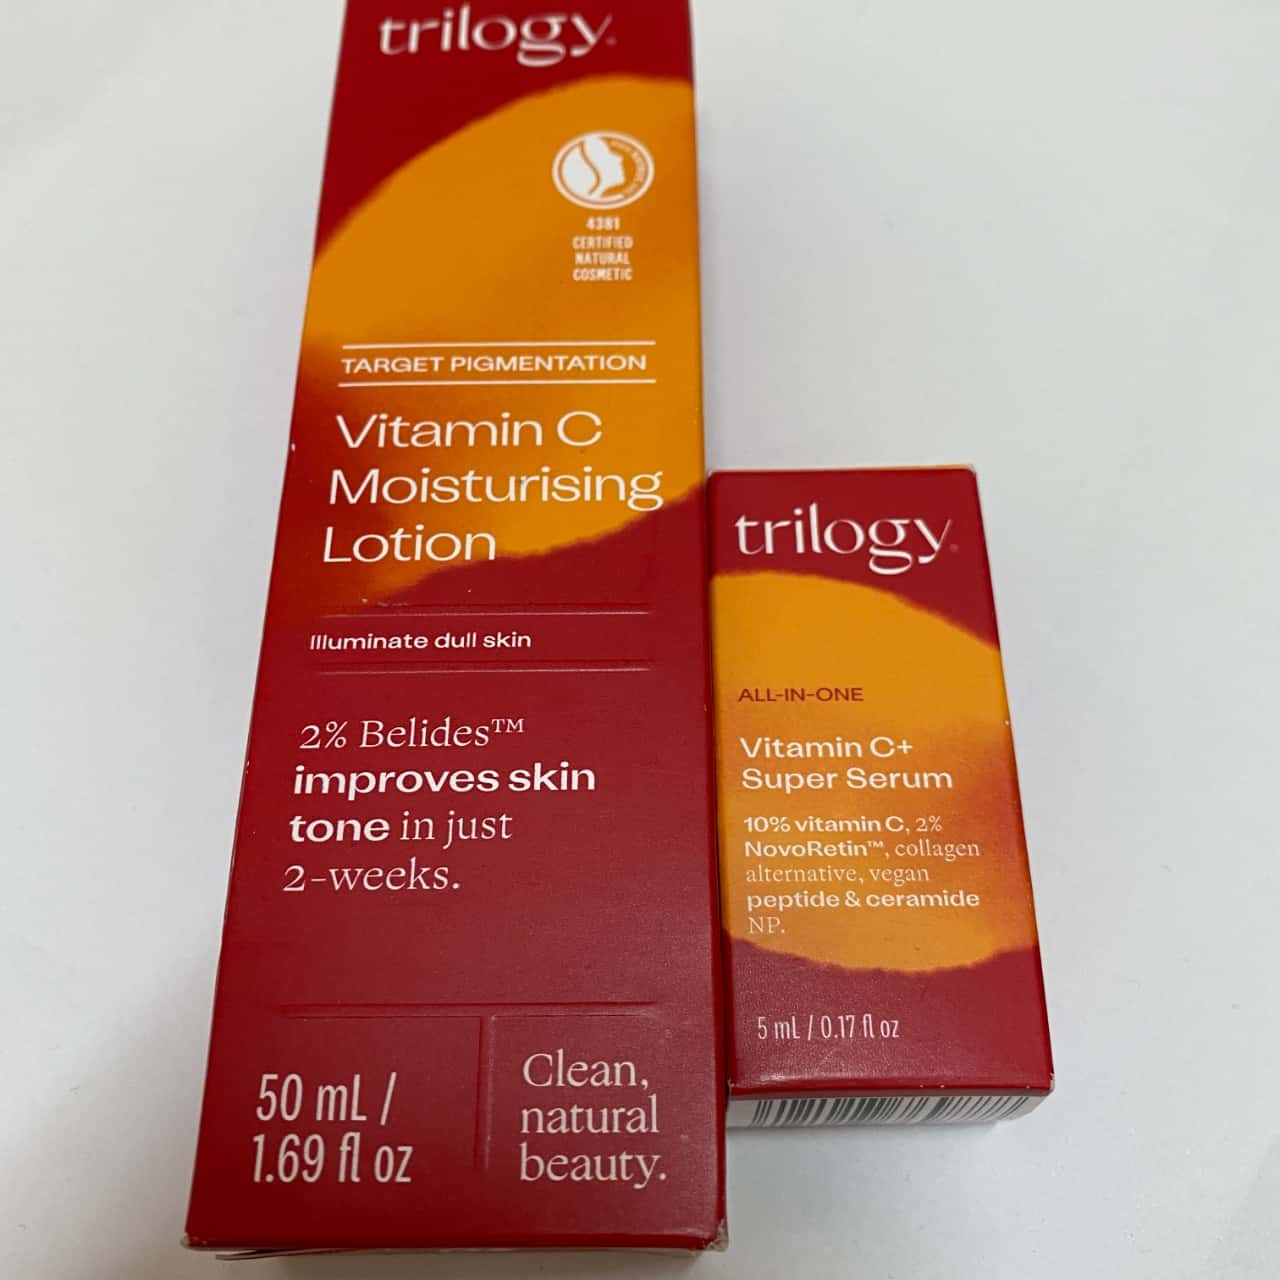 trilogy
4381
CERTIFIED
NATURAL
COSMETIC
TARGET PIGMENTATION
Vitamin C
Moisturising
Lotion
Illuminate dull skin
2% Belides™
improves skin
tone in just
2-weeks.
50 mL /
1.69 fl oz
Clean,
natural
beauty.
trilogy®
ALL-IN-ONE
Vitamin C+
Super Serum
10% vitamin C, 2%
NovoRetin™, collagen
alternative, vegan
peptide & ceramide
NP.
5 mL / 0.17 fl oz